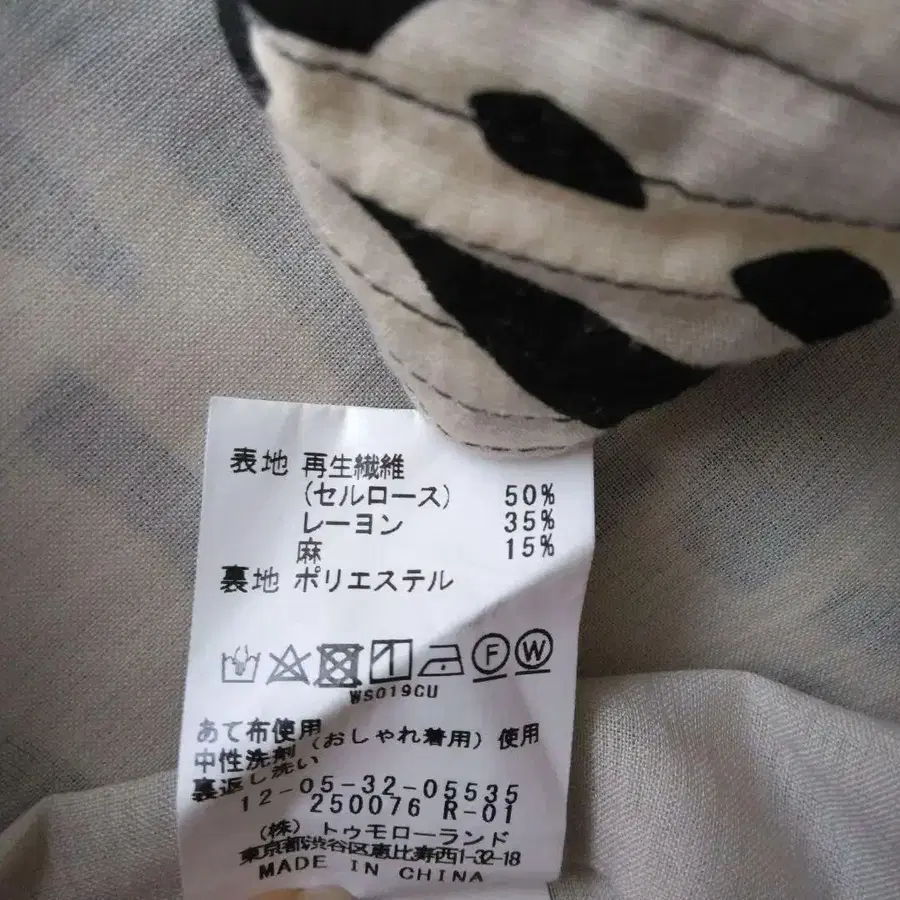 表地 再生繊維
(セルロース) 50%
レーヨン 35%
麻 15%
裏地 ポリエステル
F W
WS019CU
あて布使用
中性洗剤(おしゃれ着用)使用
裏返し洗い
12-05-32-05535
250076 R-01
(株)トゥモローランド
東京都渋谷区恵比寿西1-32-18
MADE IN CHINA